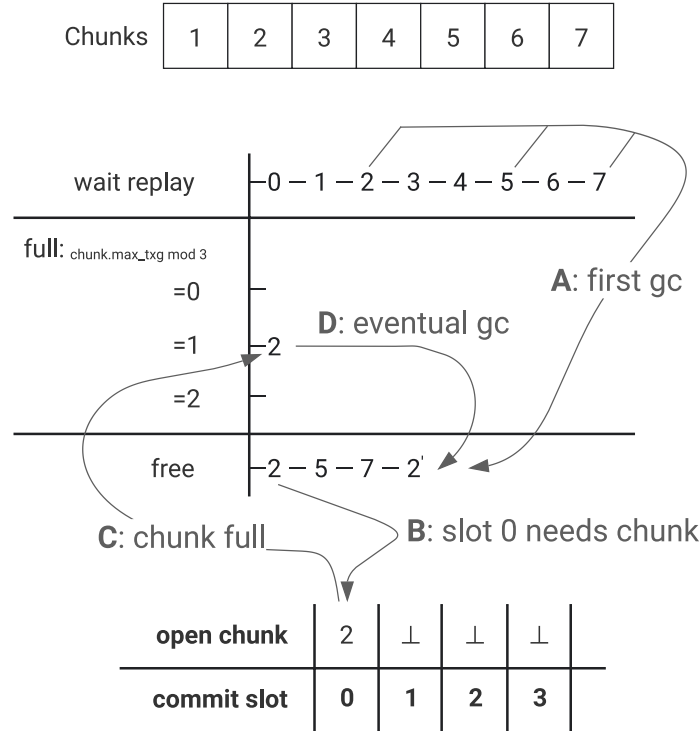 Chunks 1 2 3 4 5 6 7
wait replay 0 – 1 – 2 – 3 – 4 – 5 – 6 – 7
full: chunk.max_txg mod 3
A: first gc
=0
D: eventual gc
=1 2
=2
free 2 – 5 – 7 – 2'
C: chunk full
B: slot 0 needs chunk
open chunk 2 ⊥ ⊥ ⊥
commit slot 0 1 2 3